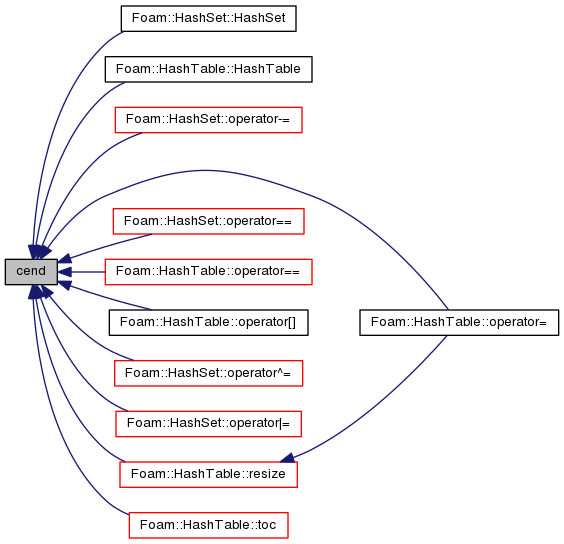 Foam::HashSet::HashSet
Foam::HashTable::HashTable
Foam::HashSet::operator-=
Foam::HashSet::operator==
cend
Foam::HashTable::operator==
Foam::HashTable::operator[]
Foam::HashTable::operator=
Foam::HashSet::operator^=
Foam::HashSet::operator|=
Foam::HashTable::resize
Foam::HashTable::toc